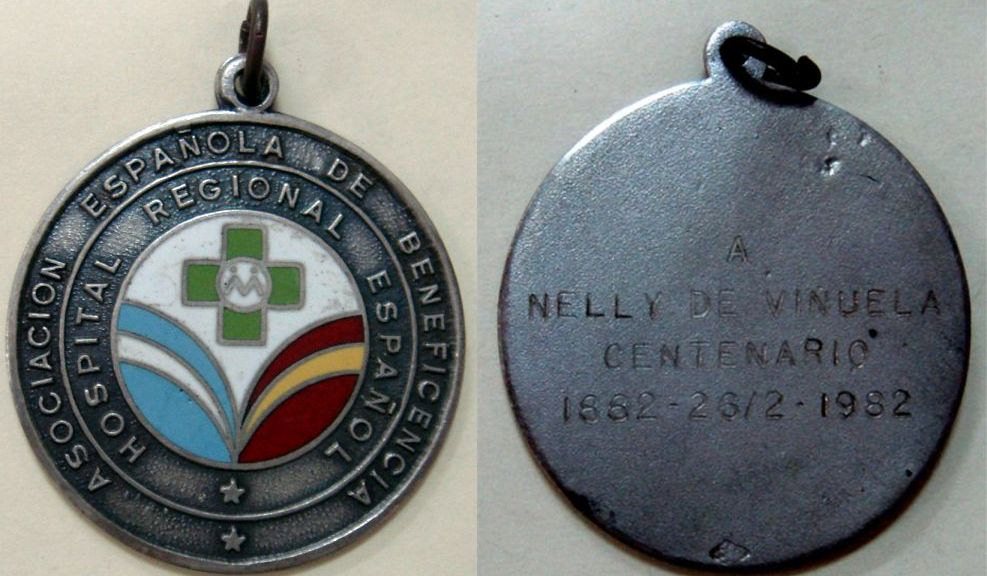 ASOCIACION ESPAÑOLA DE BENEFICENCIA
HOSPITAL REGIONAL ESPAÑOL
M
A
NELLY DE VIÑUELA
CENTENARIO
1882-26/2-1982